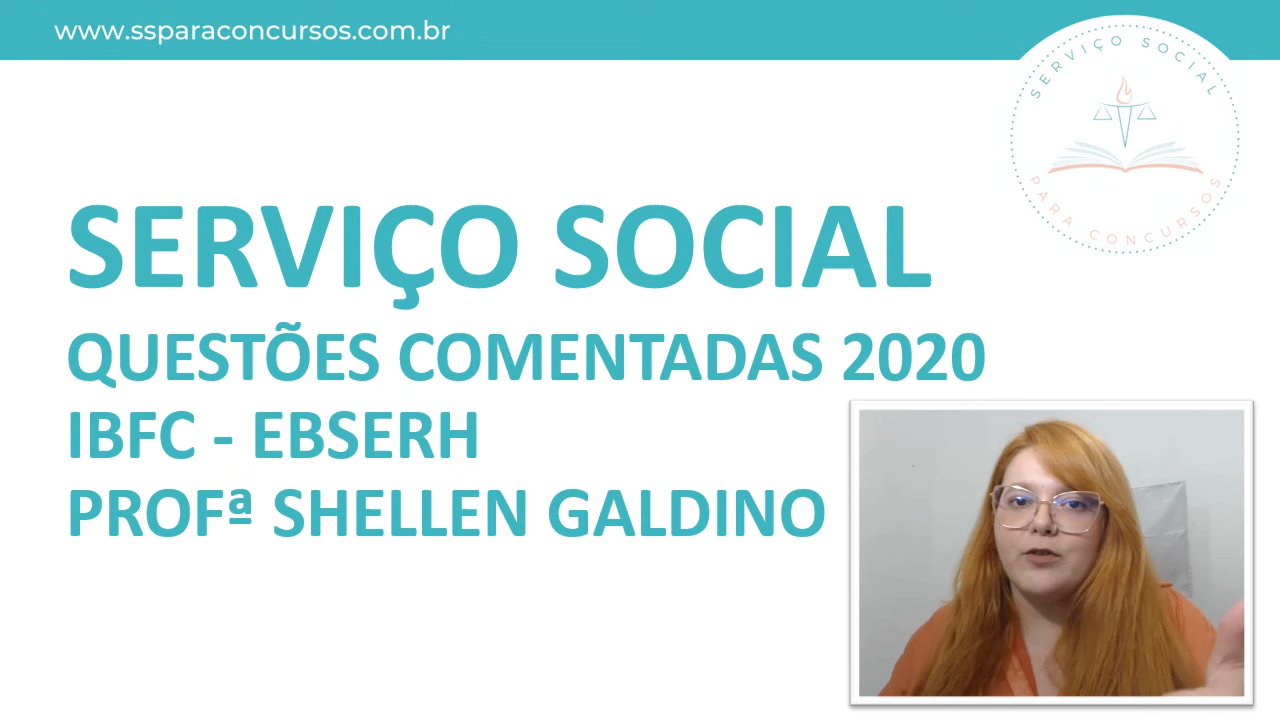 www.ssparaconcursos.com.br
SERVIÇO SOCIAL
PARA CONCURSOS
SERVIÇO SOCIAL
QUESTÕES COMENTADAS 2020
IBFC - EBSERH
PROFª SHELLEN GALDINO